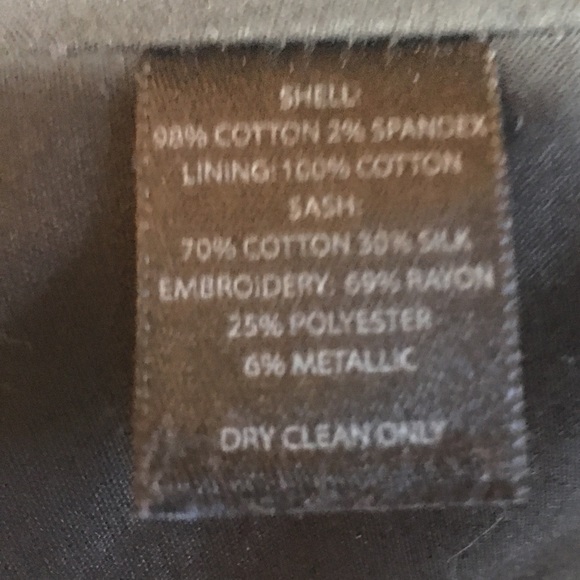 SHELL:
98% COTTON 2% SPANDEX
LINING: 100% COTTON
SASH:
70% COTTON 30% SILK
EMBROIDERY: 69% RAYON
25% POLYESTER
6% METALLIC
DRY CLEAN ONLY